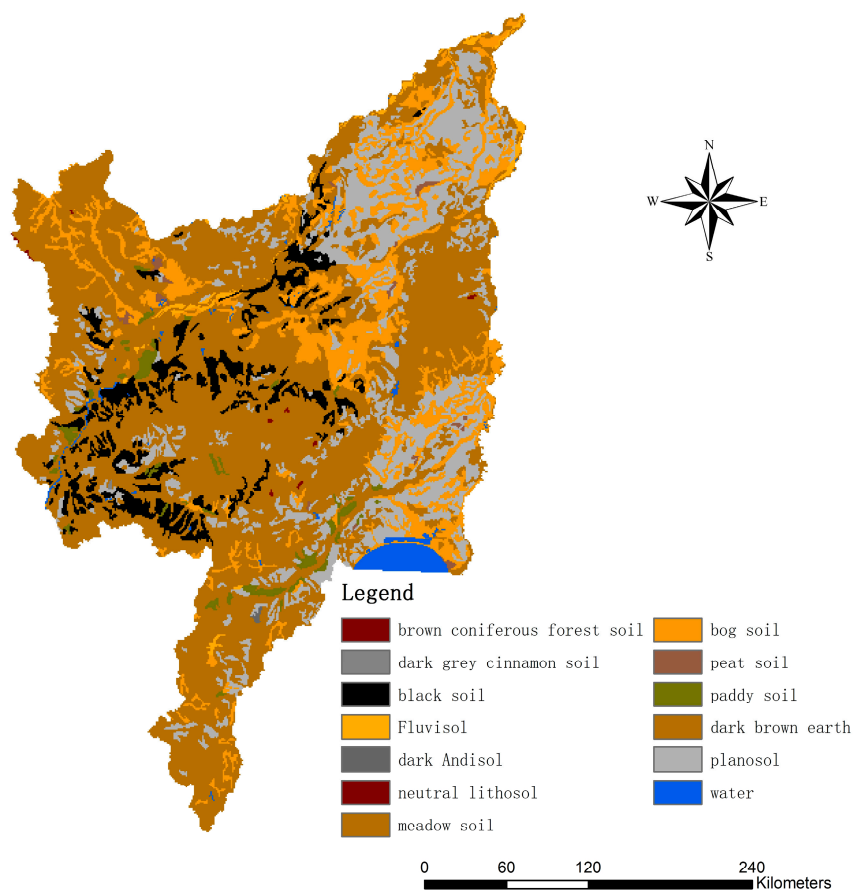 N
W E
S
Legend
brown coniferous forest soil
dark grey cinnamon soil
black soil
Fluvisol
dark Andisol
neutral lithosol
meadow soil
bog soil
peat soil
paddy soil
dark brown earth
planosol
water
0 60 120 240
Kilometers